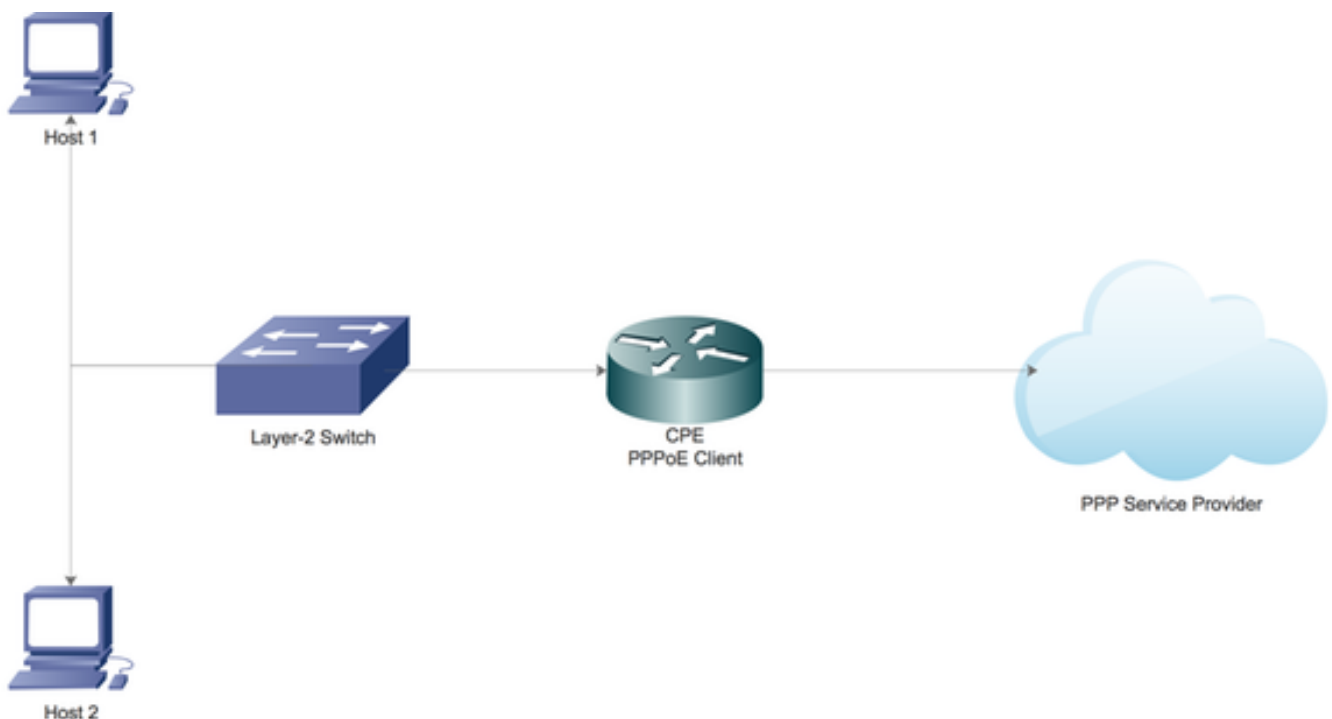 Host 1
Layer-2 Switch
CPE
PPPoE Client
PPP Service Provider
Host 2